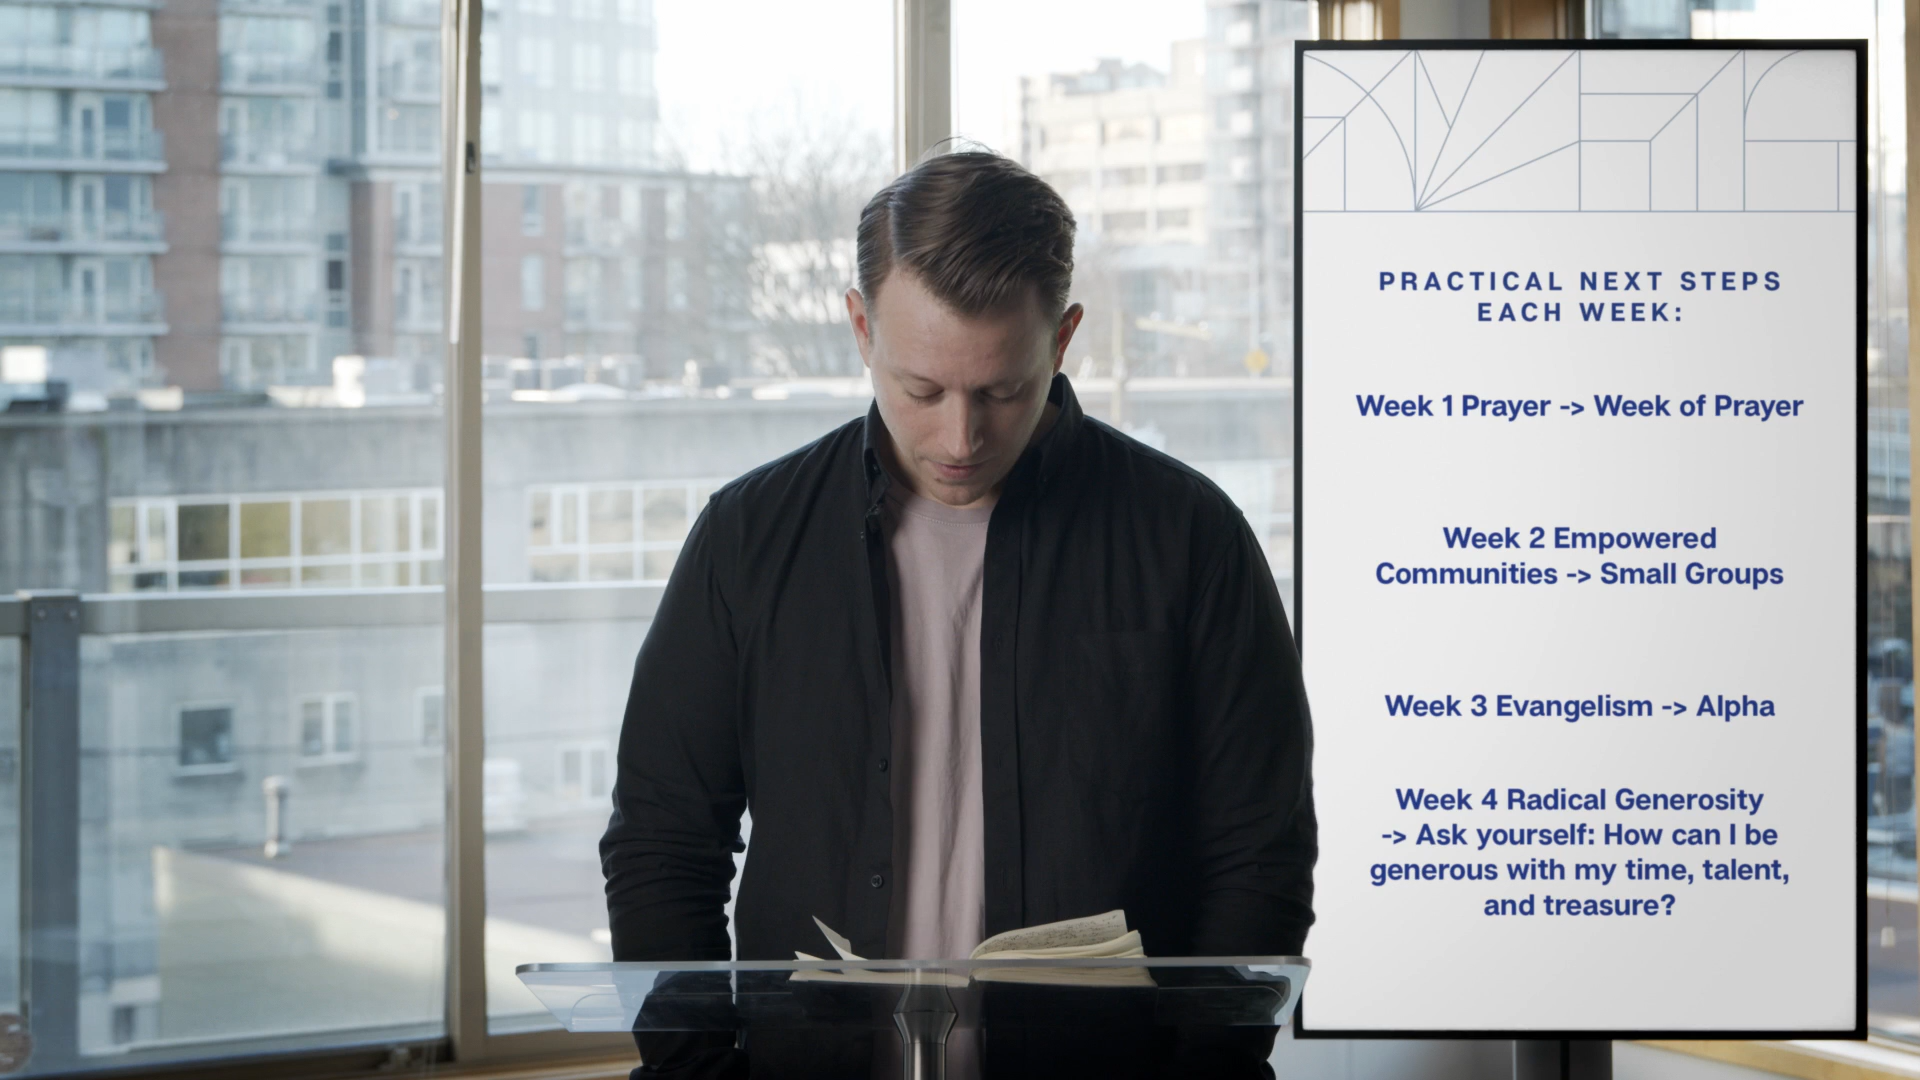 PRACTICAL NEXT STEPS
EACH WEEK:
Week 1 Prayer -> Week of Prayer
Week 2 Empowered
Communities -> Small Groups
Week 3 Evangelism -> Alpha
Week 4 Radical Generosity
-> Ask yourself: How can I be
generous with my time, talent,
and treasure?